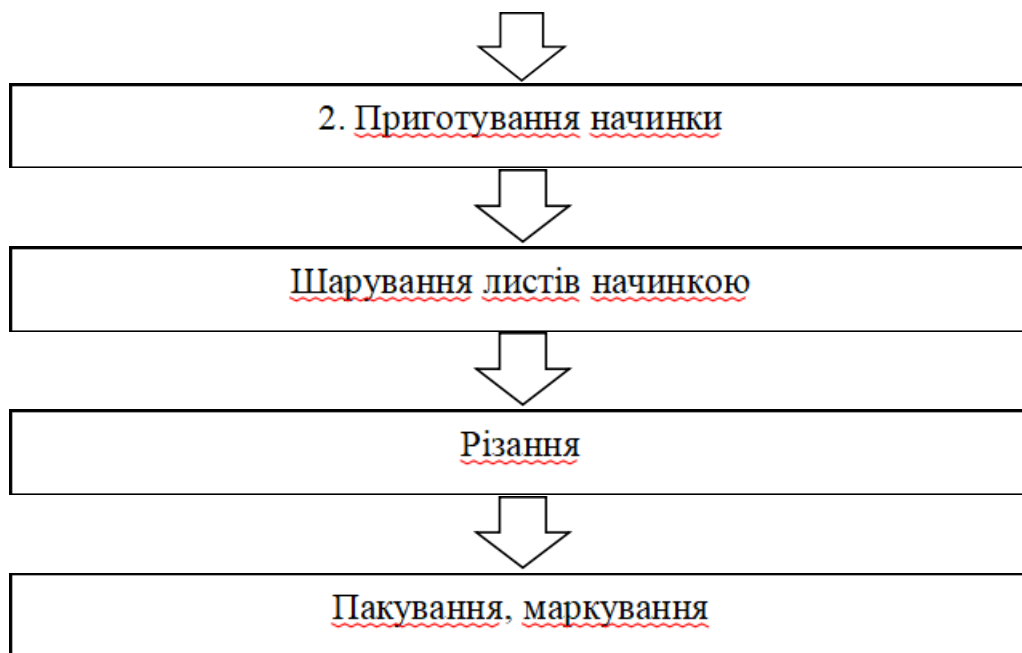 2. Приготування начинки
Шарування листів начинкою
Різання
Пакування, маркування